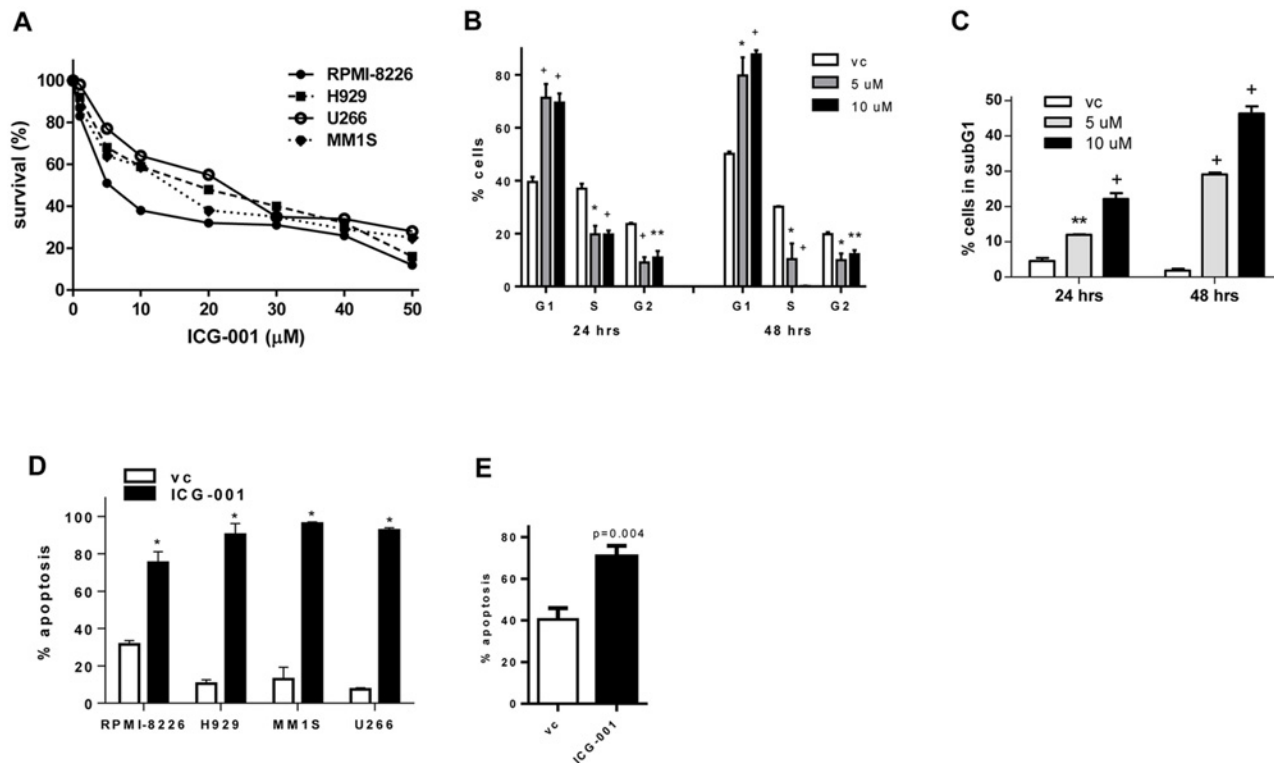 A
survival (%)
100
80
60
40
20
0
0 10 20 30 40 50
ICG-001 (μM)
RPMI-8226
H929
U266
MM1S
B
% cells
80
60
40
20
0
+ + * + + ** * + * + * **
vc
5 uM
10 uM
G1 S G2 G1 S G2
24 hrs 48 hrs
C
% cells in subG1
50
40
30
20
10
0
vc
5 uM
10 uM
** + + +
24 hrs 48 hrs
D
vc
ICG-001
% apoptosis
100
80
60
40
20
0
* * * *
RPMI-8226 H929 MM1S U266
E
% apoptosis
80
60
40
20
0
p=0.004
vc ICG-001